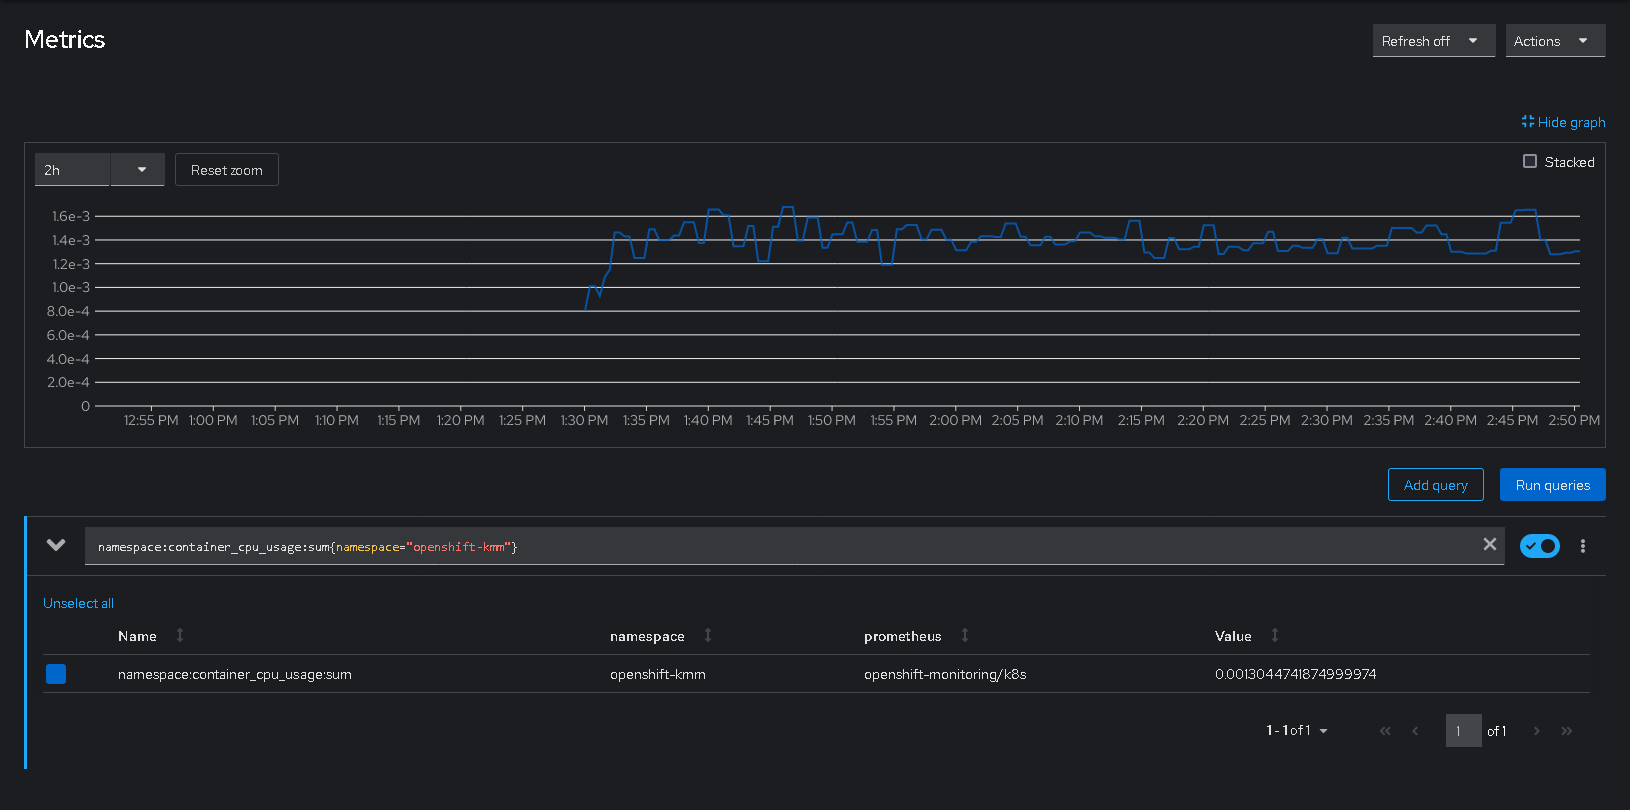 Metrics
Refresh off
Actions
Hide graph
2h
Reset zoom
Stacked
1.6e-3
1.4e-3
1.2e-3
1.0e-3
8.0e-4
6.0e-4
4.0e-4
2.0e-4
0
12:55 PM 1:00 PM 1:05 PM 1:10 PM 1:15 PM 1:20 PM 1:25 PM 1:30 PM 1:35 PM 1:40 PM 1:45 PM 1:50 PM 1:55 PM 2:00 PM 2:05 PM 2:10 PM 2:15 PM 2:20 PM 2:25 PM 2:30 PM 2:35 PM 2:40 PM 2:45 PM 2:50 PM
Add query
Run queries
namespace:container_cpu_usage:sum{namespace="openshift-kmm"}
Unselect all
Name namespace prometheus Value
namespace:container_cpu_usage:sum openshift-kmm openshift-monitoring/k8s 0.0013044741874999974
1 - 1 of 1
1 of 1